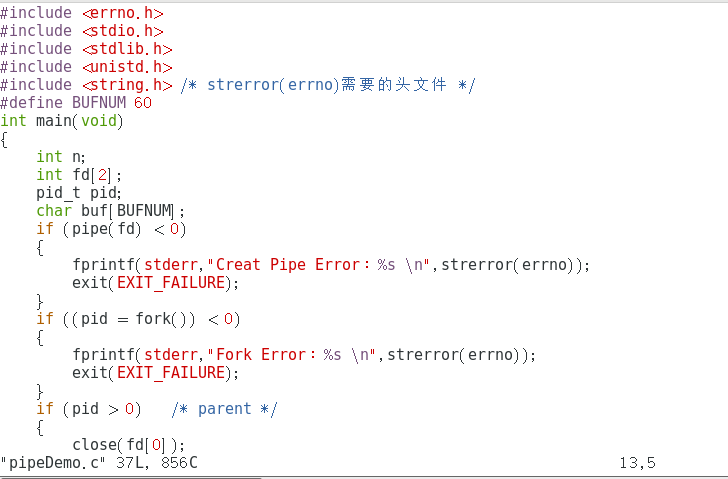 #include <errno.h>
#include <stdio.h>
#include <stdlib.h>
#include <unistd.h>
#include <string.h> /* strerror(errno)需要的头文件 */
#define BUFNUM 60
int main(void)
{
    int n;
    int fd[2];
    pid_t pid;
    char buf[BUFNUM];
    if (pipe(fd) <0)
    {
        fprintf(stderr,"Creat Pipe Error：%s \n",strerror(errno));
        exit(EXIT_FAILURE);
    }
    if ((pid = fork()) <0)
    {
        fprintf(stderr,"Fork Error：%s \n",strerror(errno));
        exit(EXIT_FAILURE);
    }
    if (pid >0)   /* parent */
    {
        close(fd[0]);
"pipeDemo.c" 37L, 856C 13,5